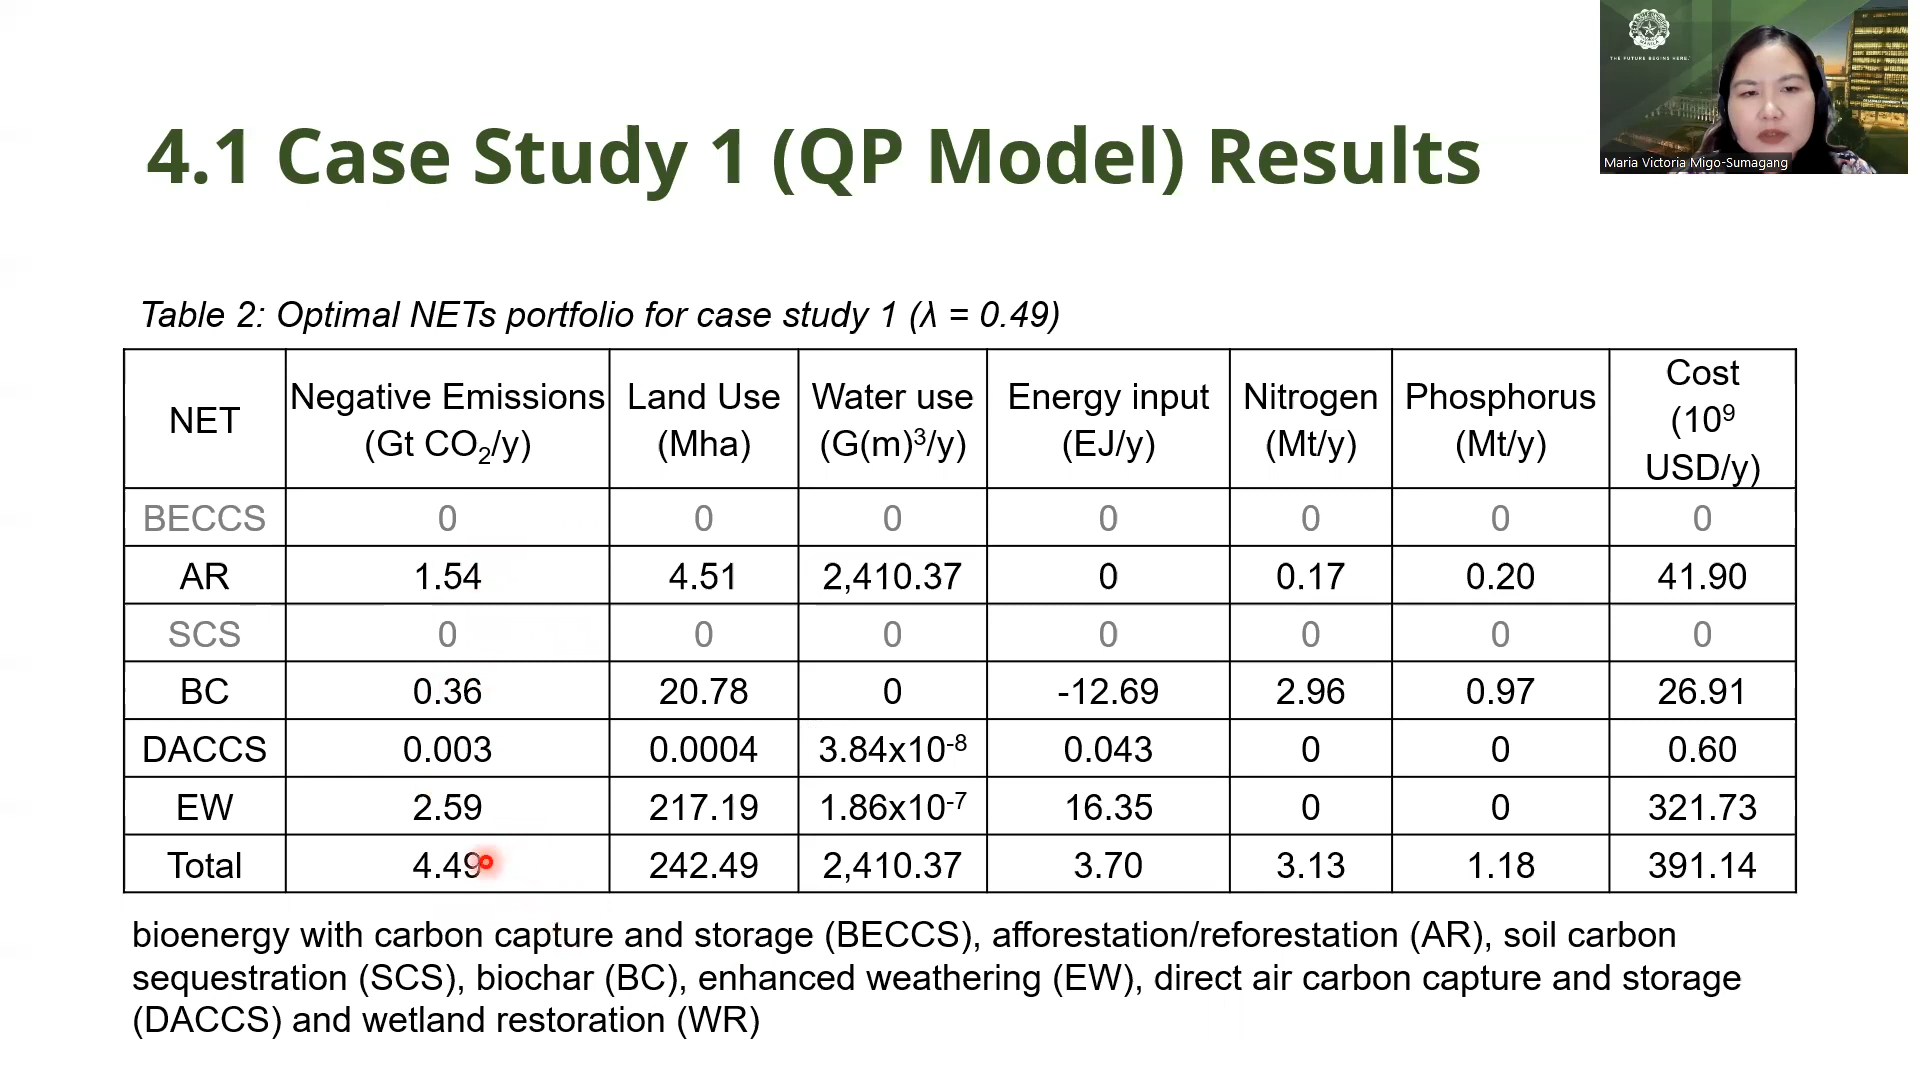 THE FUTURE BEGINS HERE.
Maria Victoria Migo-Sumagang
4.1 Case Study 1 (QP Model) Results
Table 2: Optimal NETs portfolio for case study 1 (λ = 0.49)
NET Negative Emissions (Gt CO₂/y) Land Use (Mha) Water use (G(m)³/y) Energy input (EJ/y) Nitrogen (Mt/y) Phosphorus (Mt/y) Cost (10⁹ USD/y)
BECCS 0 0 0 0 0 0 0
AR 1.54 4.51 2,410.37 0 0.17 0.20 41.90
SCS 0 0 0 0 0 0 0
BC 0.36 20.78 0 -12.69 2.96 0.97 26.91
DACCS 0.003 0.0004 3.84x10⁻⁸ 0.043 0 0 0.60
EW 2.59 217.19 1.86x10⁻⁷ 16.35 0 0 321.73
Total 4.49 242.49 2,410.37 3.70 3.13 1.18 391.14
bioenergy with carbon capture and storage (BECCS), afforestation/reforestation (AR), soil carbon
sequestration (SCS), biochar (BC), enhanced weathering (EW), direct air carbon capture and storage
(DACCS) and wetland restoration (WR)